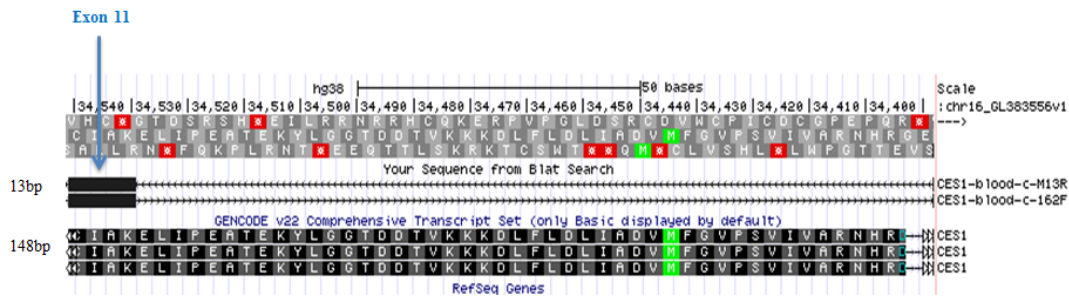 Exon 11
hg38 50 bases Scale
34,540 34,530 34,520 34,510 34,500 34,490 34,480 34,470 34,460 34,450 34,440 34,430 34,420 34,410 34,400 :chr16_GL383556v1
V H C * G T D S R S H * E I L R R N R R H C Q K E R P V P G L D S R C D V W C P I C D C G P E P Q R * --->
C I A K E L I P E A T E K Y L G G T D D T V K K K D L F L D L I A D V M F G V P S V I V A R N H R G E
S A L R N * F Q K P L R N T * E E Q T T L S K R K T C S W * * Q M * C L V S H L * L W P G T T E V S
Your Sequence from Blat Search
13bp CES1-blood-c-M13R
CES1-blood-c-162F
GENCODE v22 Comprehensive Transcript Set (only Basic displayed by default)
C I A K E L I P E A T E K Y L G G T D D T V K K K D L F L D L I A D V M F G V P S V I V A R N H R CES1
148bp C I A K E L I P E A T E K Y L G G T D D T V K K K D L F L D L I A D V M F G V P S V I V A R N H R CES1
C I A K E L I P E A T E K Y L G G T D D T V K K K D L F L D L I A D V M F G V P S V I V A R N H R CES1
RefSeq Genes